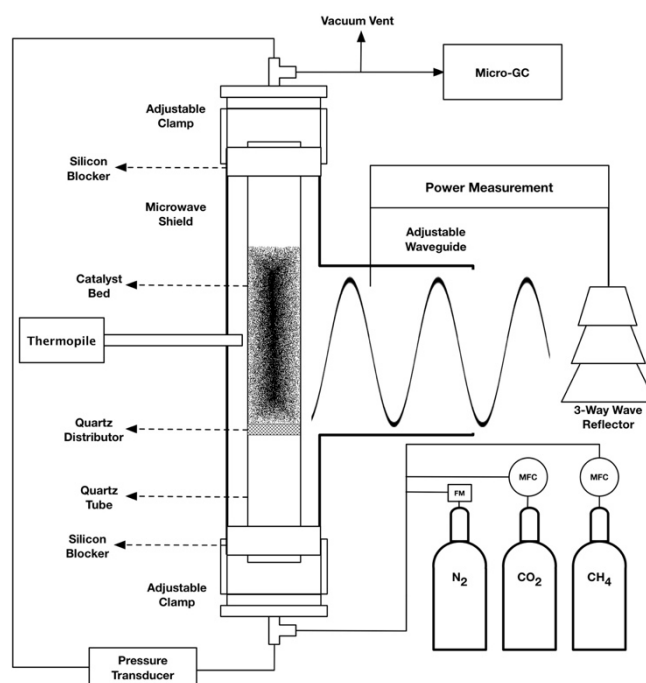 Vacuum Vent
Micro-GC
Adjustable
Clamp
Silicon
Blocker
Power Measurement
Microwave
Shield
Adjustable
Waveguide
Catalyst
Bed
Thermopile
3-Way Wave
Reflector
Quartz
Distributor
MFC
MFC
FM
Quartz
Tube
Silicon
Blocker
N2
CO2
CH4
Adjustable
Clamp
Pressure
Transducer